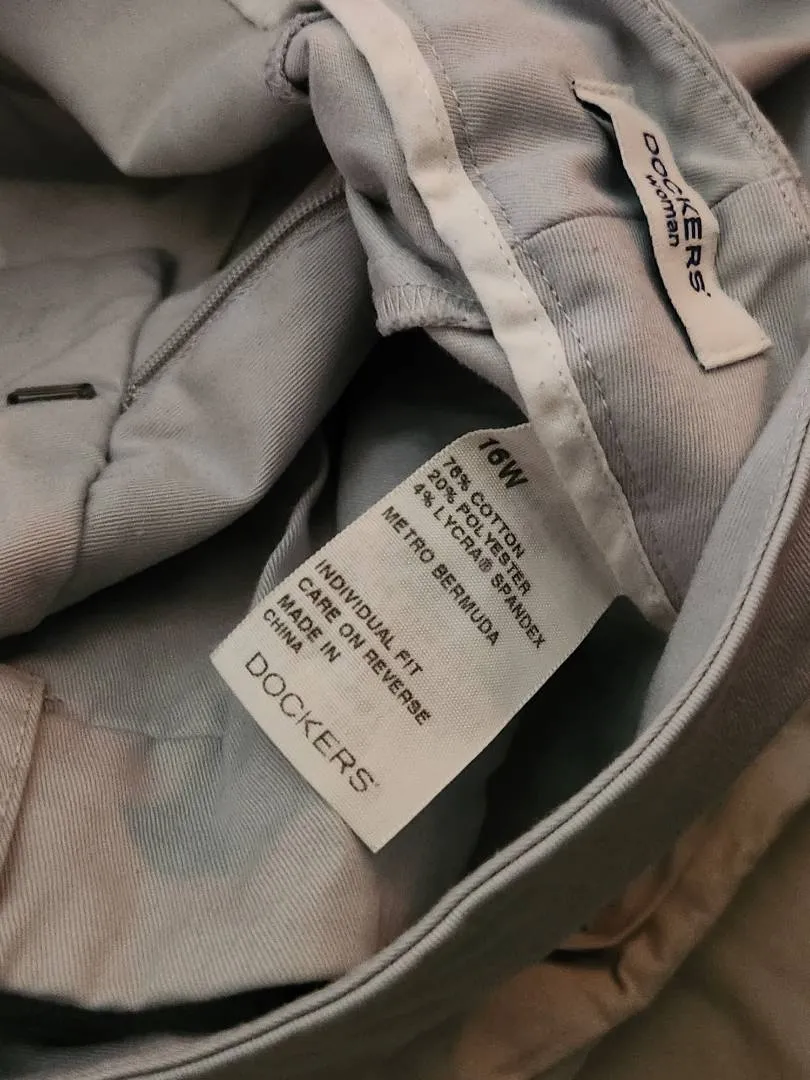 DOCKERS®
woman
16W
76% COTTON
20% POLYESTER
4% LYCRA® SPANDEX
METRO BERMUDA
INDIVIDUAL FIT
CARE ON REVERSE
MADE IN
CHINA
DOCKERS®